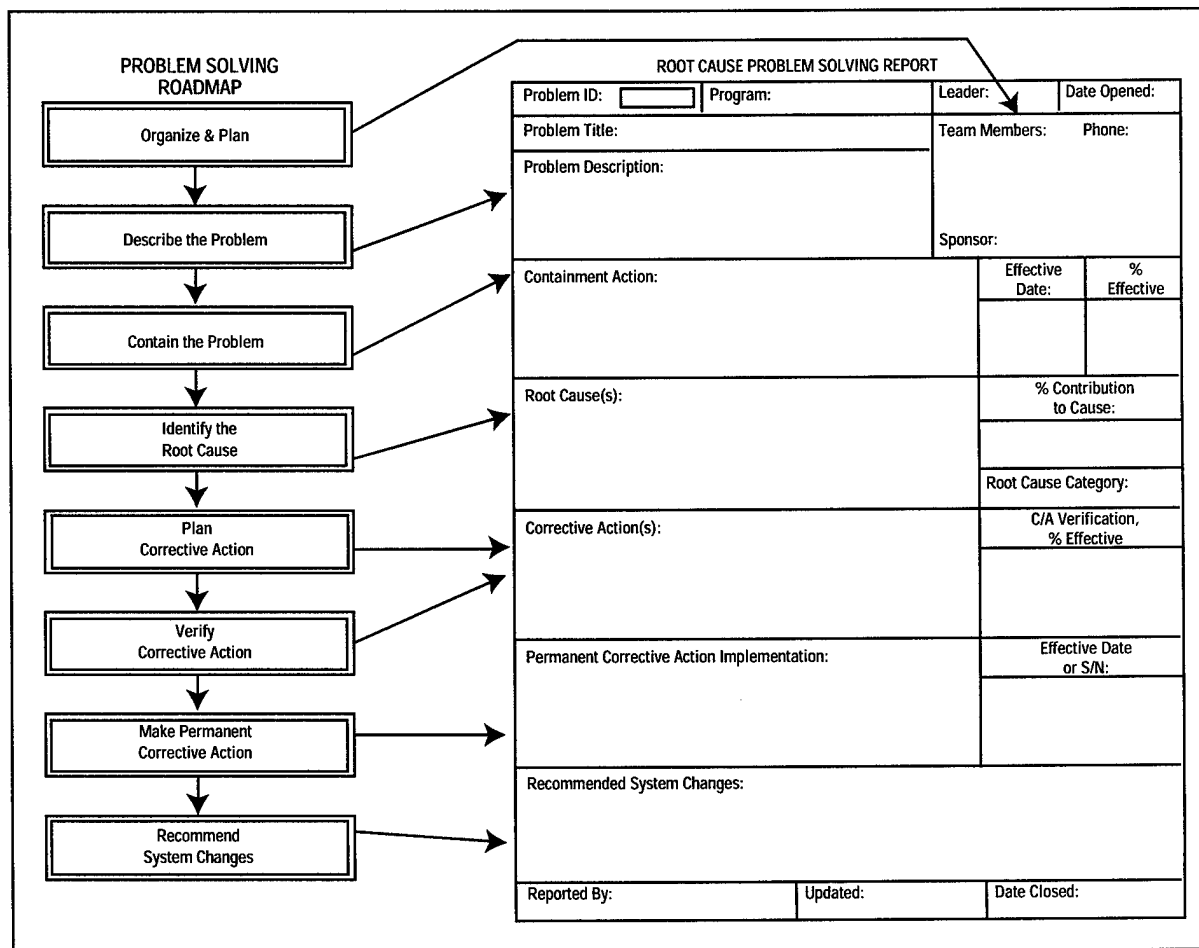 PROBLEM SOLVING
ROADMAP
Organize & Plan
Describe the Problem
Contain the Problem
Identify the
Root Cause
Plan
Corrective Action
Verify
Corrective Action
Make Permanent
Corrective Action
Recommend
System Changes
ROOT CAUSE PROBLEM SOLVING REPORT
Problem ID:
Program:
Leader:
Date Opened:
Problem Title:
Team Members:
Phone:
Problem Description:
Sponsor:
Containment Action:
Effective
Date:
%
Effective
Root Cause(s):
% Contribution
to Cause:
Root Cause Category:
Corrective Action(s):
C/A Verification,
% Effective
Permanent Corrective Action Implementation:
Effective Date
or S/N:
Recommended System Changes:
Reported By:
Updated:
Date Closed: